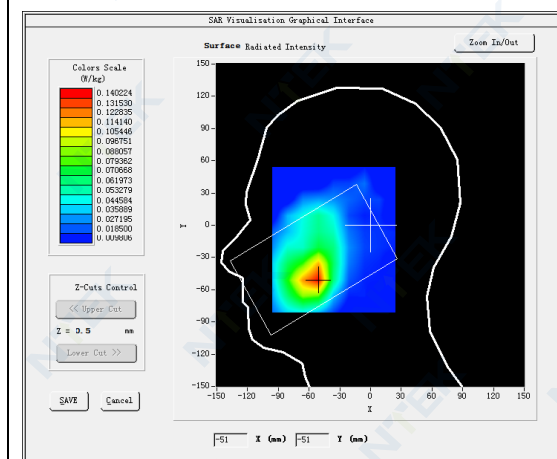 SAR Visualisation Graphical Interface
Surface Radiated Intensity
Zoom In/Out
Colors Scale
(W/kg)
0.140224
0.131530
0.122835
0.114140
0.105446
0.096751
0.088057
0.079362
0.070668
0.061973
0.053279
0.044584
0.035889
0.027195
0.018500
0.009806
Z-Cuts Control
<< Upper Cut
Z = 0.5 mm
Lower Cut >>
SAVE Cancel
Y
150
120
90
60
30
0
-30
-60
-90
-120
-150
-150 -120 -90 -60 -30 0 30 60 90 120 150
X
-51 X (mm) -51 Y (mm)
NTEK